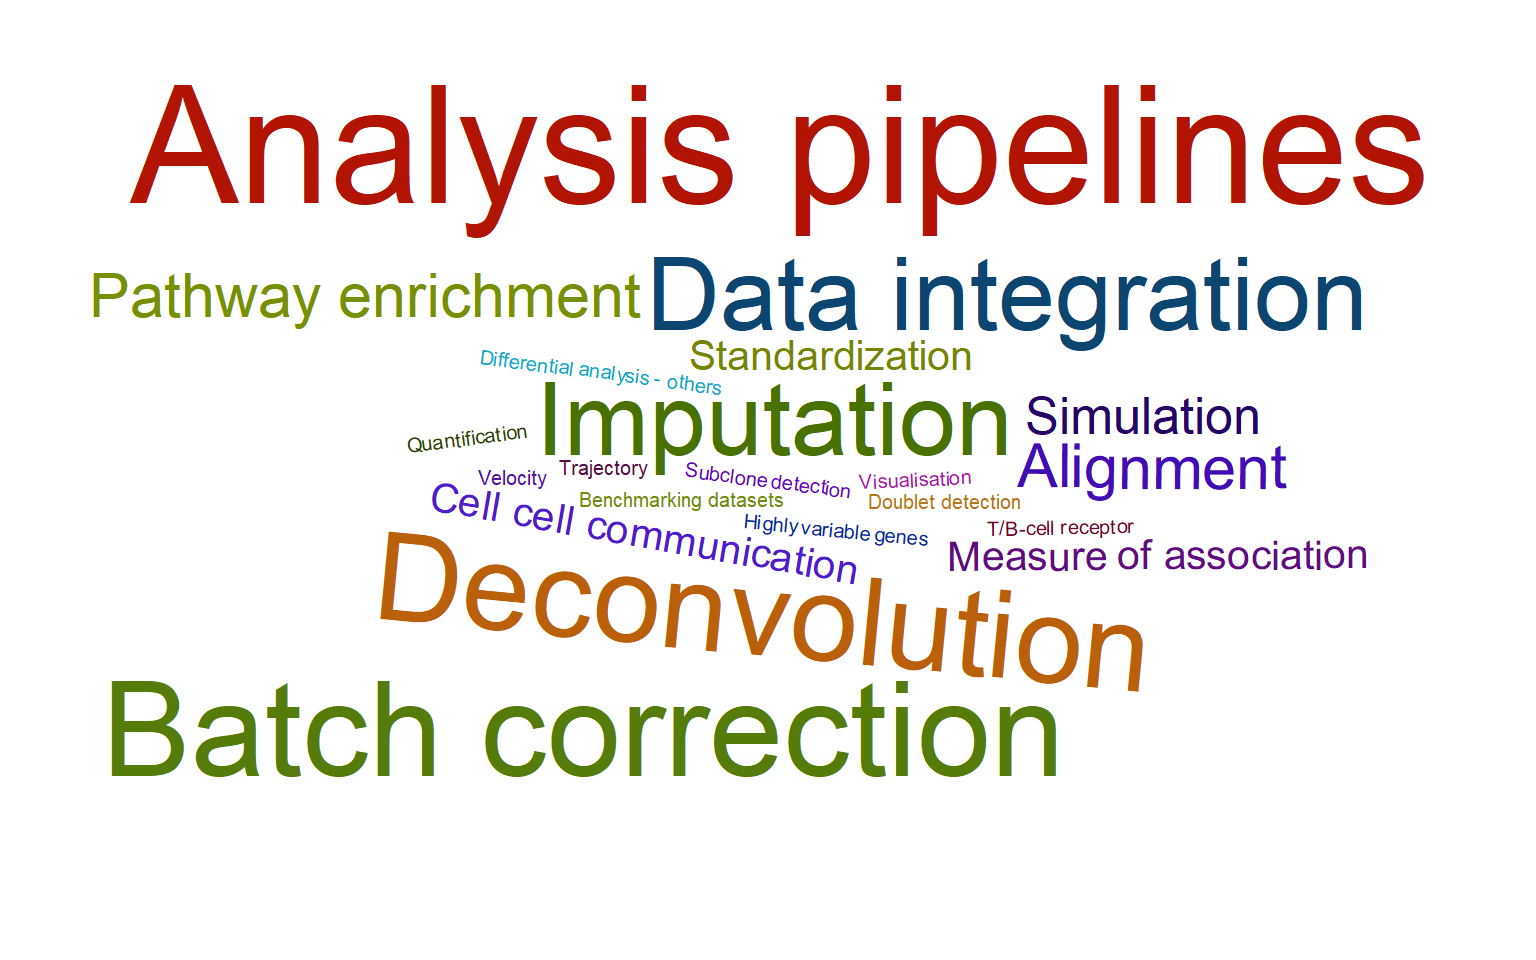 Analysis pipelines
Pathway enrichment
Data integration
Standardization
Differential analysis - others
Imputation
Simulation
Quantification
Alignment
Velocity
Trajectory
Subclone detection
Visualisation
Benchmarking datasets
Doublet detection
Cell cell communication
Highly variable genes
T/B-cell receptor
Measure of association
Deconvolution
Batch correction